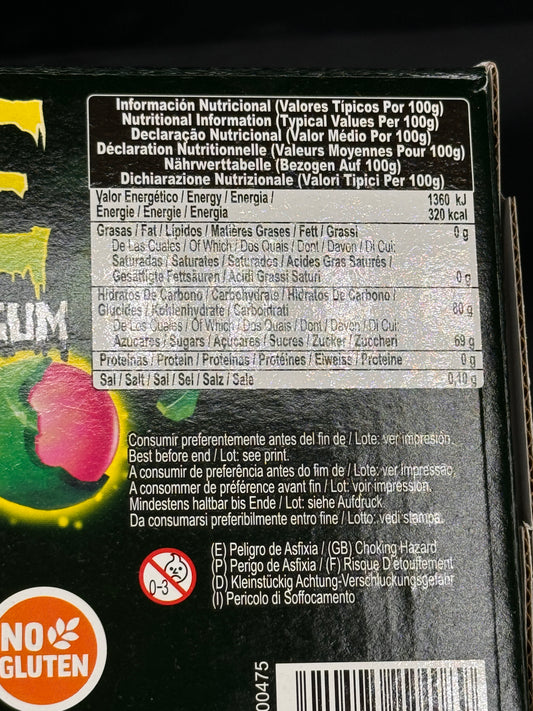 Información Nutricional (Valores Típicos Por 100g)
Nutritional Information (Typical Values Per 100g)
Declaração Nutricional (Valor Médio Por 100g)
Déclaration Nutritionnelle (Valeurs Moyennes Pour 100g)
Nährwerttabelle (Bezogen Auf 100g)
Dichiarazione Nutrizionale (Valori Tipici Per 100g)
Valor Energético / Energy / Energia / 1360 kJ
Énergie / Energie / Energia 320 kcal
Grasas / Fat / Lípidos / Matières Grases / Fett / Grassi 0 g
De Las Cuales / Of Which / Dos Quais / Dont / Davon / Di Cui:
Saturadas / Saturates / Saturados / Acides Gras Saturés /
Gesättigte Fettsäuren / Acidi Grassi Saturi 0 g
Hidratos De Carbono / Carbohydrate / Hidratos De Carbono /
Glucides / Kohlenhydrate / Carboidrati 80 g
De Los Cuales / Of Which / Dos Quais / Dont / Davon / Di Cui:
Azúcares / Sugars / Açúcares / Sucres / Zucker / Zuccheri 69 g
Proteínas / Protein / Proteínas / Protéines / Eiweiss / Proteine 0 g
Sal / Salt / Sal / Sel / Salz / Sale 0,10 g
GUM
Consumir preferentemente antes del fin de / Lote: ver impresión.
Best before end / Lot: see print.
A consumir de preferência antes do fim de / Lote: ver impressão.
A consommer de préférence avant fin / Lot: voir impression.
Mindestens haltbar bis Ende / Lot: siehe Aufdruck.
Da consumarsi preferibilmente entro fine / Lotto: vedi stampa.
(E) Peligro de Asfixia / (GB) Choking Hazard
(P) Perigo de Asfixia / (F) Risque D'étouffement
(D) Kleinstückig Achtung-Verschluckungsgefahr
(I) Pericolo di Soffocamento
0-3
NO
GLUTEN
00475